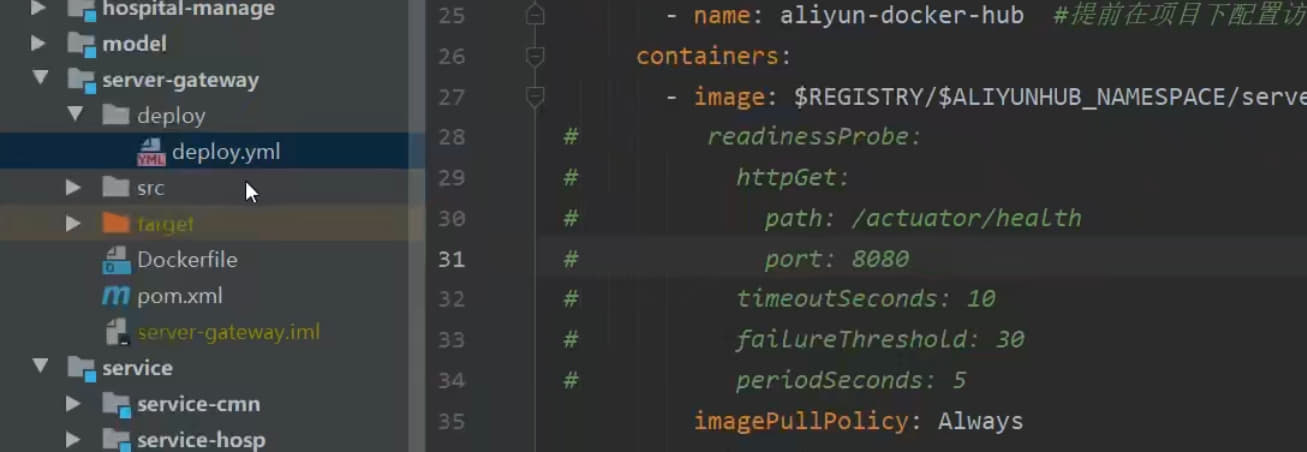 hospital-manage
model
server-gateway
deploy
deploy.yml
src
target
Dockerfile
pom.xml
server-gateway.iml
service
service-cmn
service-hosp
25 - name: aliyun-docker-hub #提前在项目下配置访
26 containers:
27 - image: $REGISTRY/$ALIYUNHUB_NAMESPACE/serve
28 # readinessProbe:
29 # httpGet:
30 # path: /actuator/health
31 # port: 8080
32 # timeoutSeconds: 10
33 # failureThreshold: 30
34 # periodSeconds: 5
35 imagePullPolicy: Always